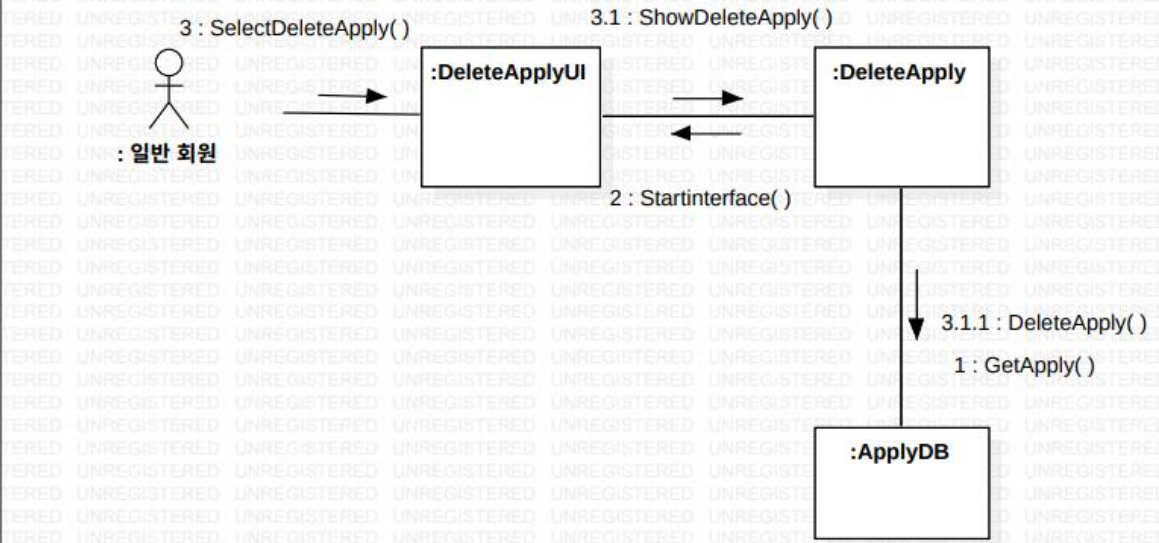 3 : SelectDeleteApply( )
3.1 : ShowDeleteApply( )
:DeleteApplyUI
:DeleteApply
: 일반 회원
2 : Startinterface( )
3.1.1 : DeleteApply( )
1 : GetApply( )
:ApplyDB
UNREGISTERED